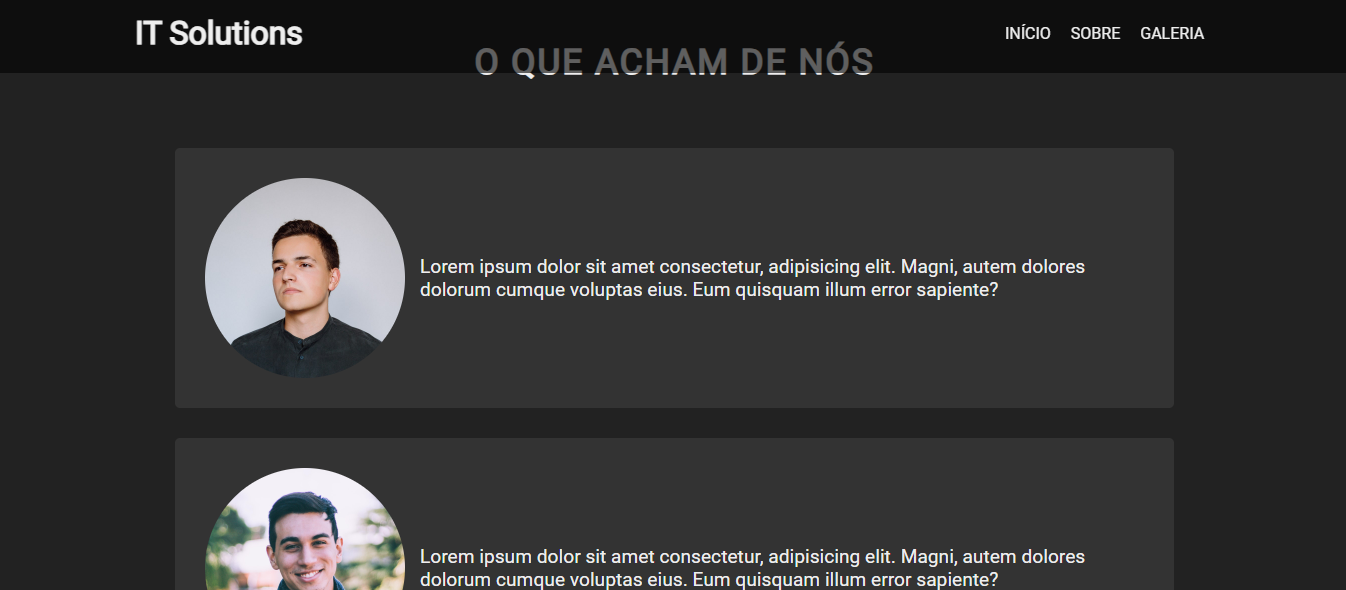 IT Solutions
INÍCIO SOBRE GALERIA
O QUE ACHAM DE NÓS
Lorem ipsum dolor sit amet consectetur, adipisicing elit. Magni, autem dolores
dolorum cumque voluptas eius. Eum quisquam illum error sapiente?
Lorem ipsum dolor sit amet consectetur, adipisicing elit. Magni, autem dolores
dolorum cumque voluptas eius. Eum quisquam illum error sapiente?